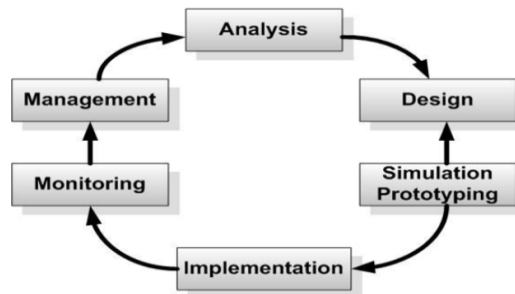 Analysis
Management
Design
Monitoring
Simulation
Prototyping
Implementation